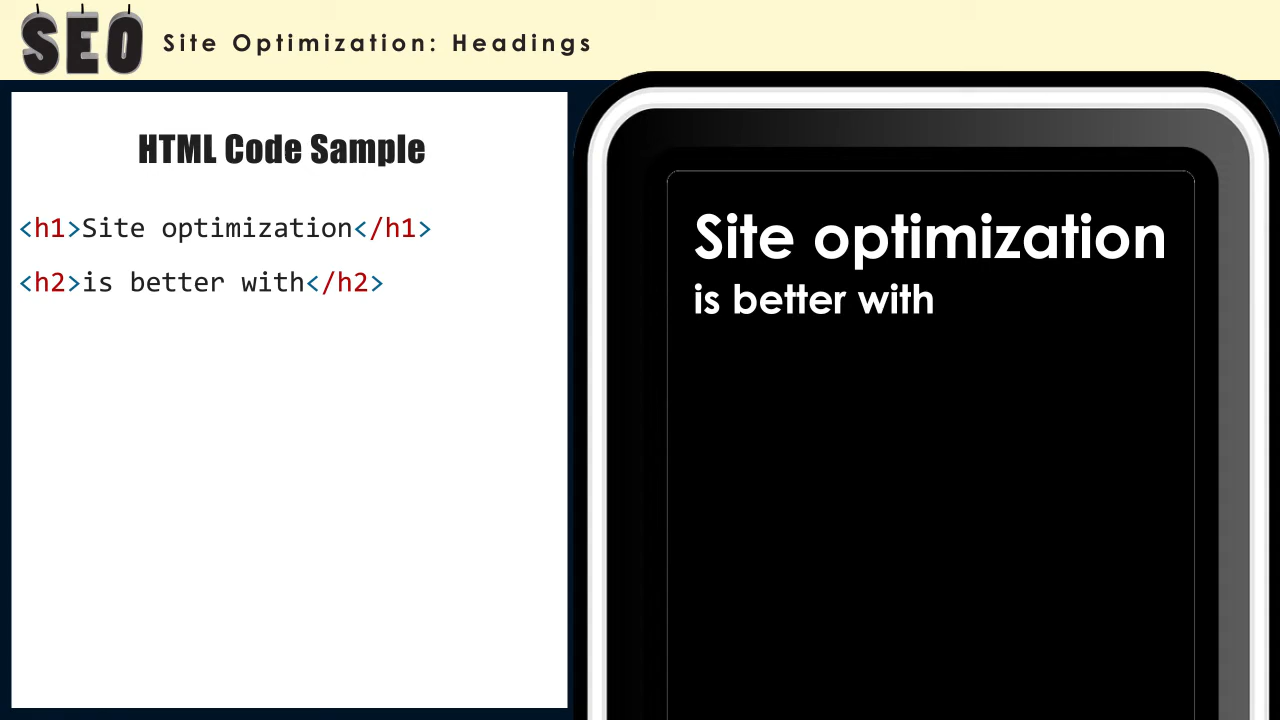 SEO Site Optimization: Headings
HTML Code Sample
<h1>Site optimization</h1>
<h2>is better with</h2>
Site optimization
is better with